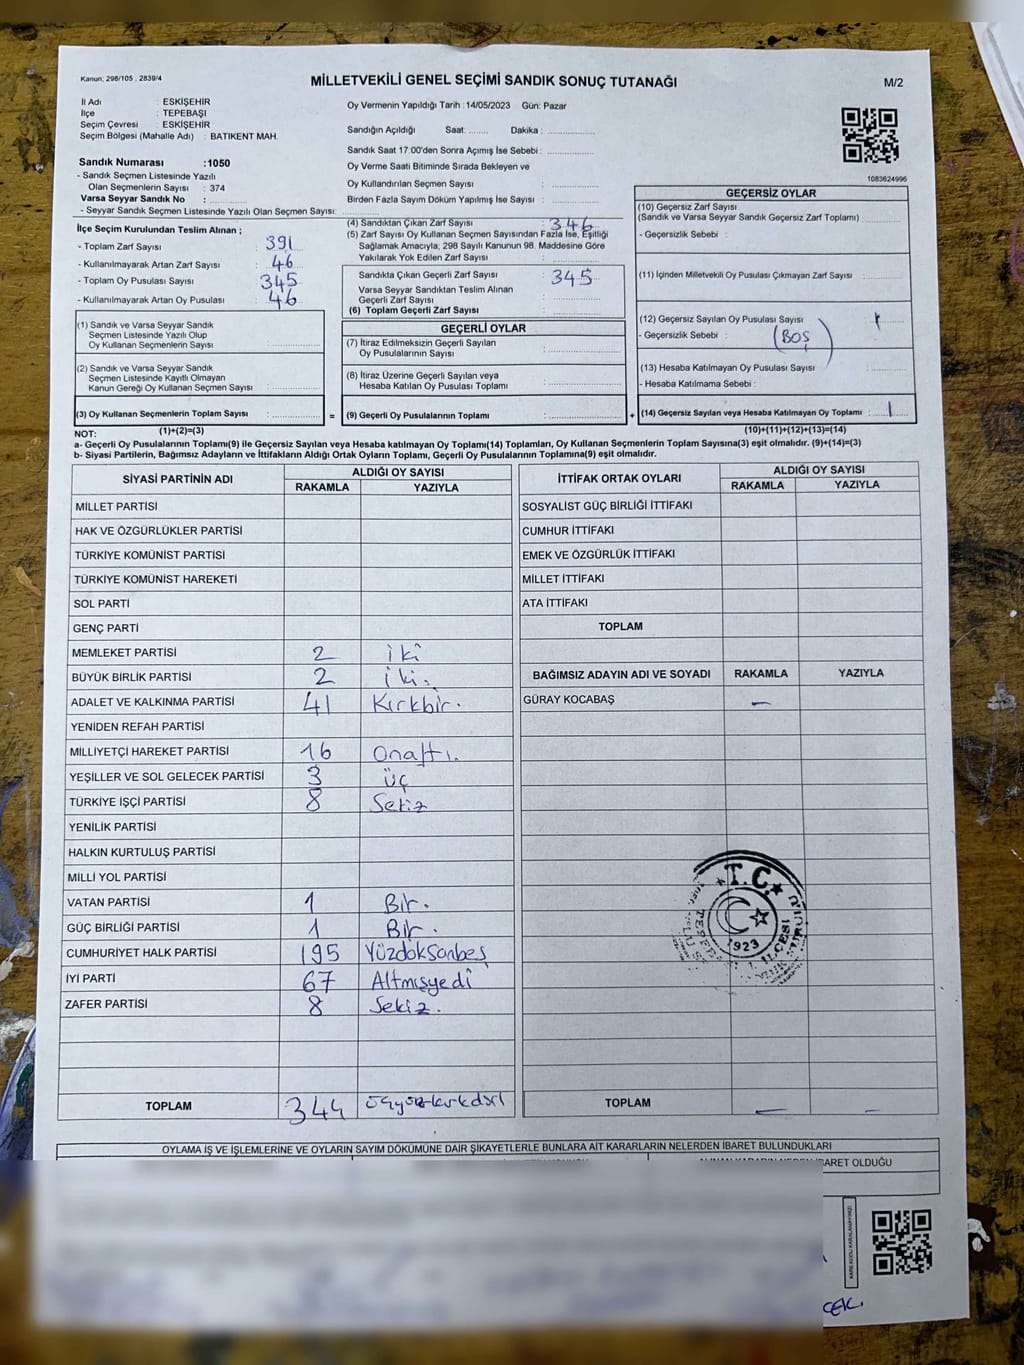 Kanun: 298/105 , 2839/4
MİLLETVEKİLİ GENEL SEÇİMİ SANDIK SONUÇ TUTANAĞI
M/2
İl Adı : ESKİŞEHİR
İlçe : TEPEBAŞI
Seçim Çevresi : ESKİŞEHİR
Seçim Bölgesi (Mahalle Adı) : BATIKENT MAH.
Sandık Numarası :1050
- Sandık Seçmen Listesinde Yazılı
Olan Seçmenlerin Sayısı : 374
Varsa Seyyar Sandık No :
- Seyyar Sandık Seçmen Listesinde Yazılı Olan Seçmen Sayısı:
Oy Vermenin Yapıldığı Tarih :14/05/2023 Gün: Pazar
Sandığın Açıldığı Saat: ........ Dakika : ....................
Sandık Saat 17:00'den Sonra Açımış İse Sebebi : ....................
Oy Verme Saati Bitiminde Sırada Bekleyen ve
Oy Kullandırılan Seçmen Sayısı : ....................
Birden Fazla Sayım Döküm Yapılmış İse Sayısı : ....................
1083624996
İlçe Seçim Kurulundan Teslim Alınan ;
- Toplam Zarf Sayısı : 391
- Kullanılmayarak Artan Zarf Sayısı : 46
- Toplam Oy Pusulası Sayısı : 345
- Kullanılmayarak Artan Oy Pusulası : 46
(4) Sandıktan Çıkan Zarf Sayısı : 346
(5) Zarf Sayısı Oy Kullanan Seçmen Sayısından Fazla İse, Eşitliği
Sağlamak Amacıyla; 298 Sayılı Kanunun 98. Maddesine Göre
Yakılarak Yok Edilen Zarf Sayısı : ....................
Sandıkta Çıkan Geçerli Zarf Sayısı : 345
Varsa Seyyar Sandıktan Teslim Alınan
Geçerli Zarf Sayısı : ....................
(6) Toplam Geçerli Zarf Sayısı : ....................
GEÇERSİZ OYLAR
(10) Geçersiz Zarf Sayısı
(Sandık ve Varsa Seyyar Sandık Geçersiz Zarf Toplamı)
- Geçersizlik Sebebi :
(11) İçinden Milletvekili Oy Pusulası Çıkmayan Zarf Sayısı :
(12) Geçersiz Sayılan Oy Pusulası Sayısı : 1
- Geçersizlik Sebebi : (BOŞ)
(13) Hesaba Katılmayan Oy Pusulası Sayısı :
- Hesaba Katılmama Sebebi :
(14) Geçersiz Sayılan veya Hesaba Katılmayan Oy Toplamı : 1
(10)+(11)+(12)+(13)=(14)
(1) Sandık ve Varsa Seyyar Sandık
Seçmen Listesinde Yazılı Olup
Oy Kullanan Seçmenlerin Sayısı :
(2) Sandık ve Varsa Seyyar Sandık
Seçmen Listesinde Kayıtlı Olmayan
Kanun Gereği Oy Kullanan Seçmen Sayısı :
(3) Oy Kullanan Seçmenlerin Toplam Sayısı : =
(1)+(2)=(3)
GEÇERLİ OYLAR
(7) İtiraz Edilmeksizin Geçerli Sayılan
Oy Pusulalarının Sayısı :
(8) İtiraz Üzerine Geçerli Sayılan veya
Hesaba Katılan Oy Pusulası Toplamı :
(9) Geçerli Oy Pusulalarının Toplamı : +
NOT:
a- Geçerli Oy Pusulalarının Toplamı(9) ile Geçersiz Sayılan veya Hesaba katılmayan Oy Toplamı(14) Toplamları, Oy Kullanan Seçmenlerin Toplam Sayısına(3) eşit olmalıdır. (9)+(14)=(3)
b- Siyasi Partilerin, Bağımsız Adayların ve İttifakların Aldığı Ortak Oyların Toplamı, Geçerli Oy Pusulalarının Toplamına(9) eşit olmalıdır.
SİYASİ PARTİNİN ADI ALDIĞI OY SAYISI
RAKAMLA YAZIYLA
MİLLET PARTİSİ
HAK VE ÖZGÜRLÜKLER PARTİSİ
TÜRKİYE KOMÜNİST PARTİSİ
TÜRKİYE KOMÜNİST HAREKETİ
SOL PARTİ
GENÇ PARTİ
MEMLEKET PARTİSİ 2 iki
BÜYÜK BİRLİK PARTİSİ 2 iki.
ADALET VE KALKINMA PARTİSİ 41 Kırkbir.
YENİDEN REFAH PARTİSİ
MİLLİYETÇİ HAREKET PARTİSİ 16 Onaltı.
YEŞİLLER VE SOL GELECEK PARTİSİ 3 Üç
TÜRKİYE İŞÇİ PARTİSİ 8 Sekiz
YENİLİK PARTİSİ
HALKIN KURTULUŞ PARTİSİ
MİLLİ YOL PARTİSİ
VATAN PARTİSİ 1 Bir.
GÜÇ BİRLİĞİ PARTİSİ 1 Bir.
CUMHURİYET HALK PARTİSİ 195 Yüzdoksanbeş
İYİ PARTİ 67 Altmışyedi
ZAFER PARTİSİ 8 Sekiz.
TOPLAM 344
İTTİFAK ORTAK OYLARI ALDIĞI OY SAYISI
RAKAMLA YAZIYLA
SOSYALİST GÜÇ BİRLİĞİ İTTİFAKI
CUMHUR İTTİFAKI
EMEK VE ÖZGÜRLÜK İTTİFAKI
MİLLET İTTİFAKI
ATA İTTİFAKI
TOPLAM
BAĞIMSIZ ADAYIN ADI VE SOYADI RAKAMLA YAZIYLA
GÜRAY KOCABAŞ –
T.C.
1923
TOPLAM – –
OYLAMA İŞ VE İŞLEMLERİNE VE OYLARIN SAYIM DÖKÜMÜNE DAİR ŞİKAYETLERLE BUNLARA AİT KARARLARIN NELERDEN İBARET BULUNDUKLARI
İBARET OLDUĞU